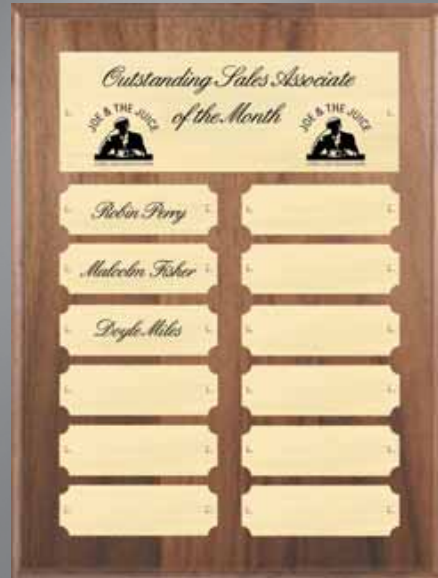 Outstanding Sales Associate
of the Month
JOE & THE JUICE
JOE & THE JUICE
Robin Perry
Malcolm Fisher
Doyle Miles